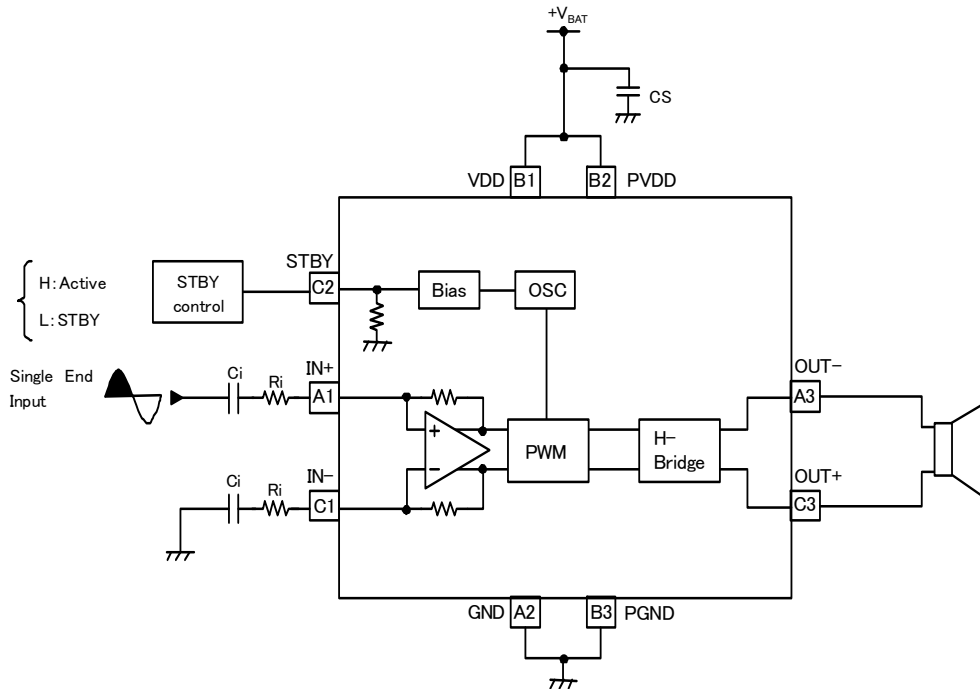 +VBAT
CS
VDD B1 B2 PVDD
STBY
H:Active
L:STBY
STBY
control
C2
Bias
OSC
Single End
Input
Ci
Ri
IN+
A1
OUT-
A3
+
-
PWM
H-
Bridge
Ci
Ri
IN-
C1
OUT+
C3
GND A2 B3 PGND